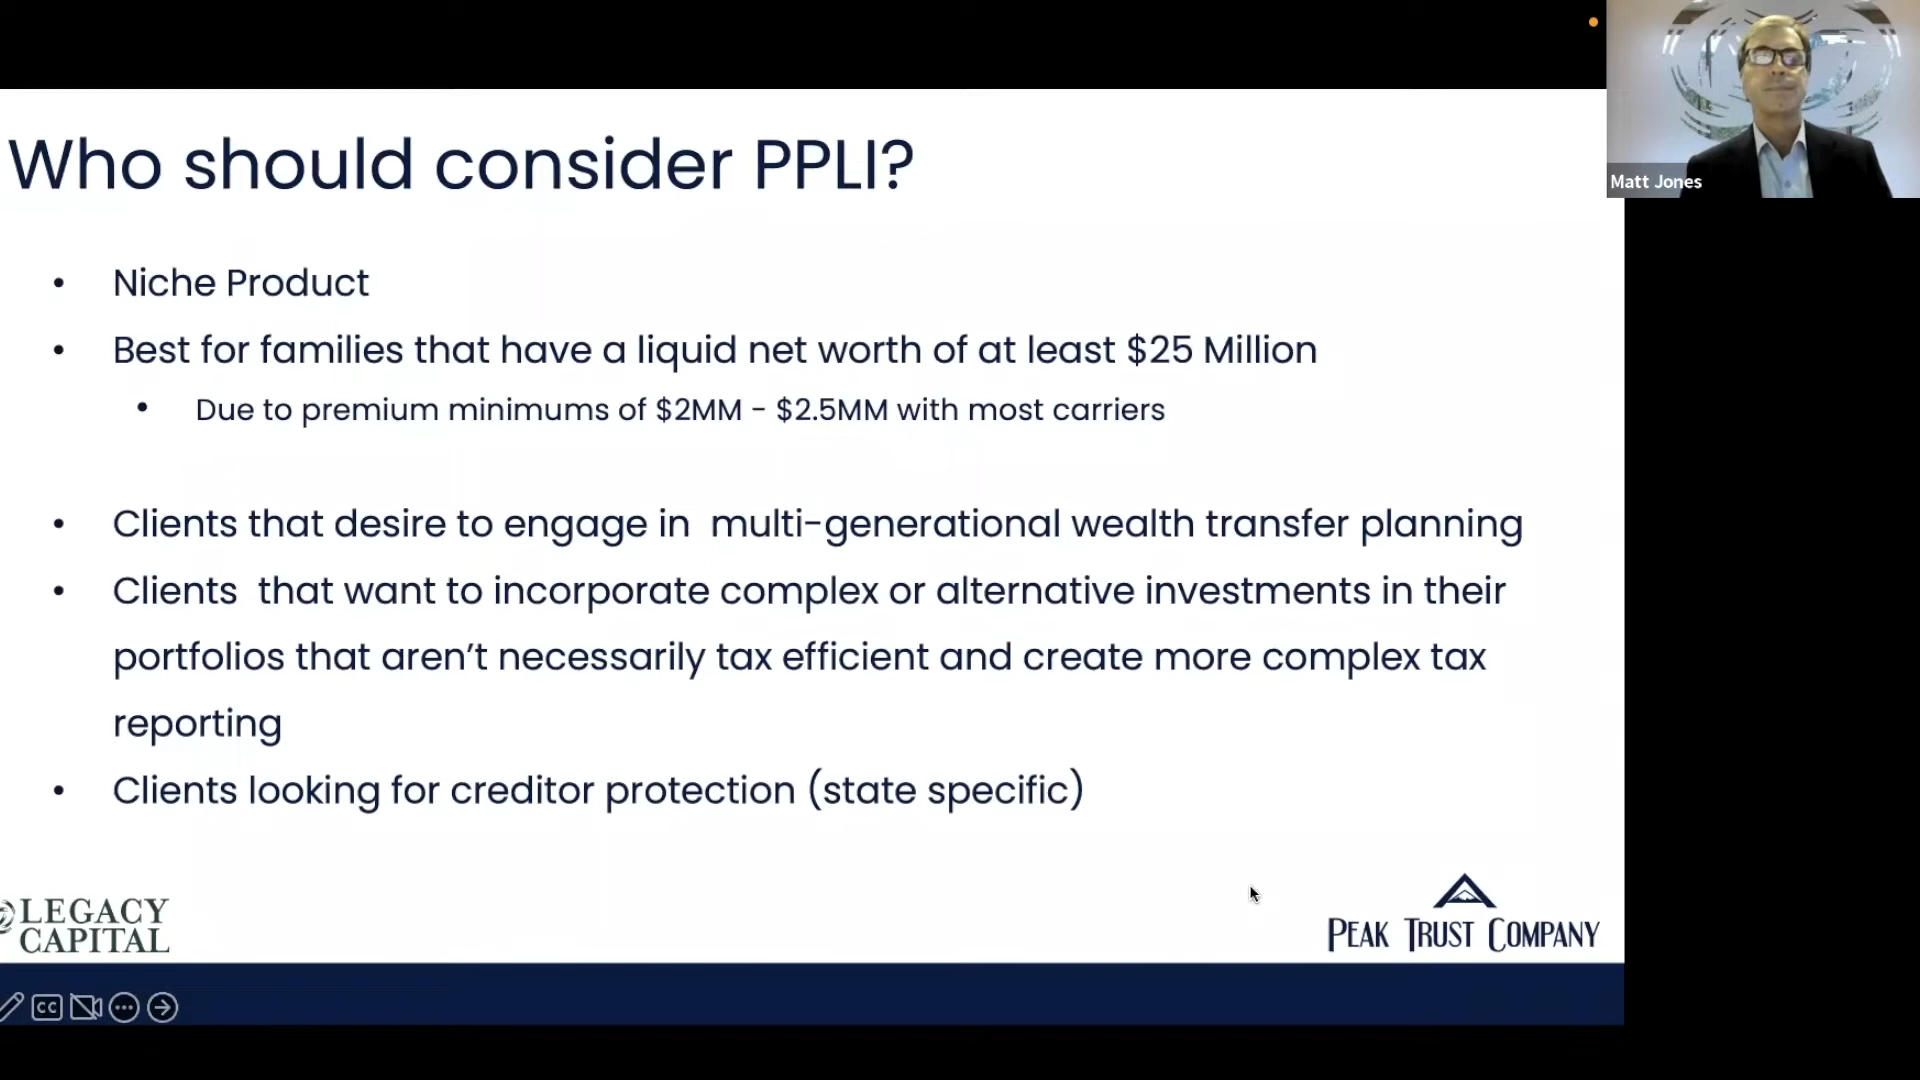 Who should consider PPLI?
• Niche Product
• Best for families that have a liquid net worth of at least $25 Million
• Due to premium minimums of $2MM - $2.5MM with most carriers
• Clients that desire to engage in  multi-generational wealth transfer planning
• Clients  that want to incorporate complex or alternative investments in their
portfolios that aren’t necessarily tax efficient and create more complex tax
reporting
• Clients looking for creditor protection (state specific)
LEGACY
CAPITAL
PEAK TRUST COMPANY
CC
Matt Jones